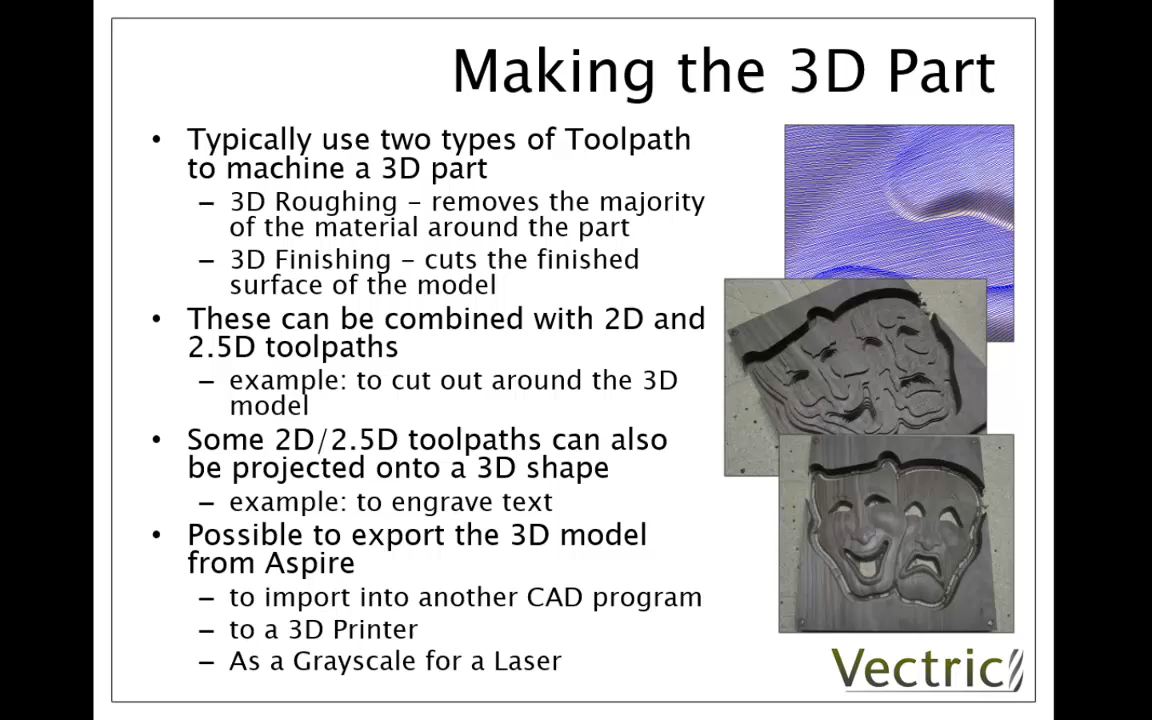 Making the 3D Part
• Typically use two types of Toolpath
to machine a 3D part
– 3D Roughing – removes the majority
of the material around the part
– 3D Finishing – cuts the finished
surface of the model
• These can be combined with 2D and
2.5D toolpaths
– example: to cut out around the 3D
model
• Some 2D/2.5D toolpaths can also
be projected onto a 3D shape
– example: to engrave text
• Possible to export the 3D model
from Aspire
– to import into another CAD program
– to a 3D Printer
– As a Grayscale for a Laser
Vectric